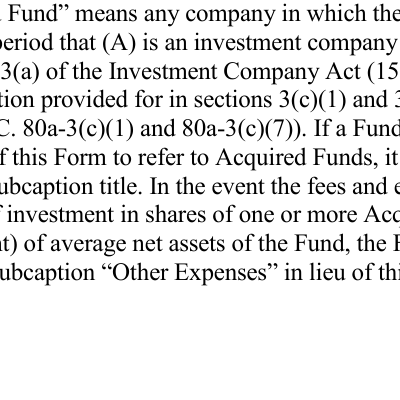 Fund” means any company in which the
period that (A) is an investment company
3(a) of the Investment Company Act (15
tion provided for in sections 3(c)(1) and 3
C. 80a-3(c)(1) and 80a-3(c)(7)). If a Fund
f this Form to refer to Acquired Funds, it
ubcaption title. In the event the fees and e
f investment in shares of one or more Acq
nt) of average net assets of the Fund, the F
ubcaption “Other Expenses” in lieu of thi